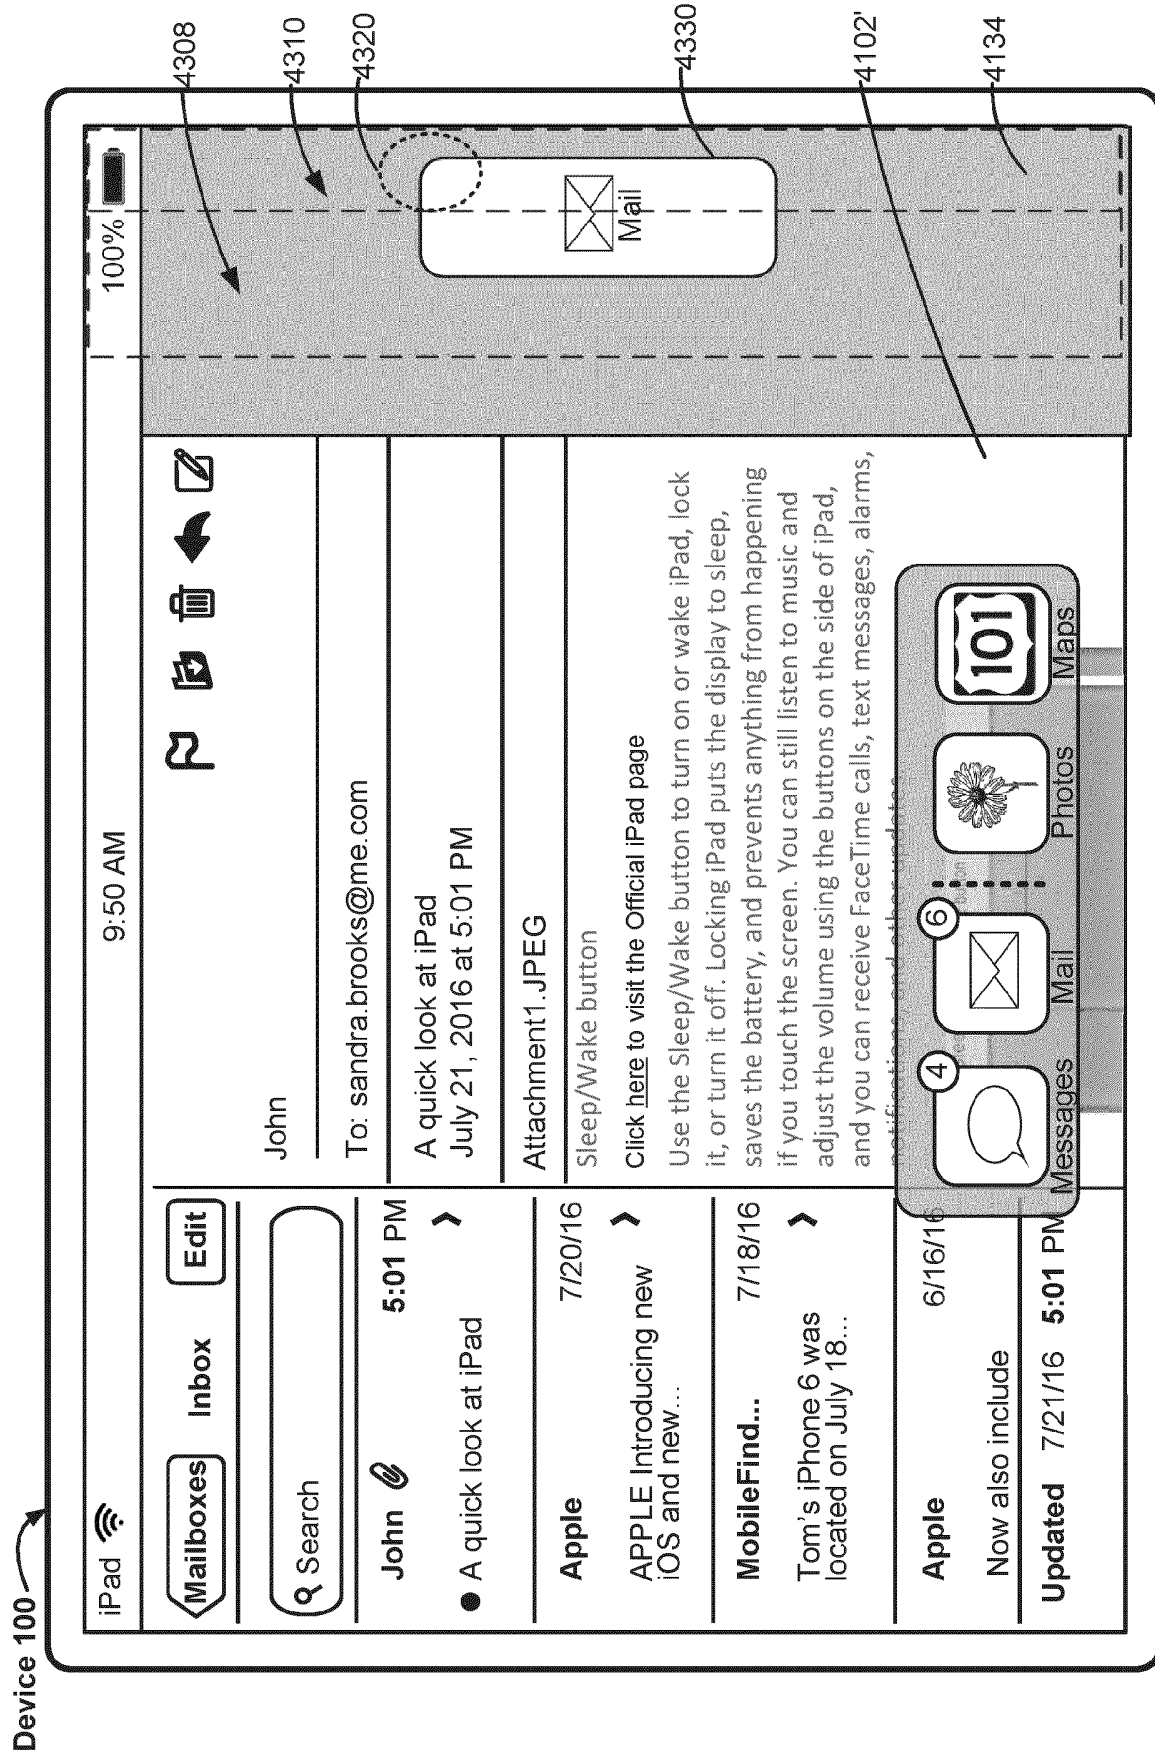 Device 100
iPad
9:50 AM
100%
Mailboxes
Inbox
Edit
Search
John
5:01 PM
A quick look at iPad
Apple
7/20/16
APPLE Introducing new
iOS and new...
MobileFind...
7/18/16
Tom's iPhone 6 was
located on July 18...
Apple
6/16/16
Now also include
Updated 7/21/16 5:01 PM
John
To: sandra.brooks@me.com
A quick look at iPad
July 21, 2016 at 5:01 PM
Attachment1.JPEG
Sleep/Wake button
Click here to visit the Official iPad page
Use the Sleep/Wake button to turn on or wake iPad, lock
it, or turn it off. Locking iPad puts the display to sleep,
saves the battery, and prevents anything from happening
if you touch the screen. You can still listen to music and
adjust the volume using the buttons on the side of iPad,
and you can receive FaceTime calls, text messages, alarms,
notifications, and other updates.
4
Messages
6
Mail
Photos
101
Maps
Mail
4308
4310
4320
4330
4102'
4134